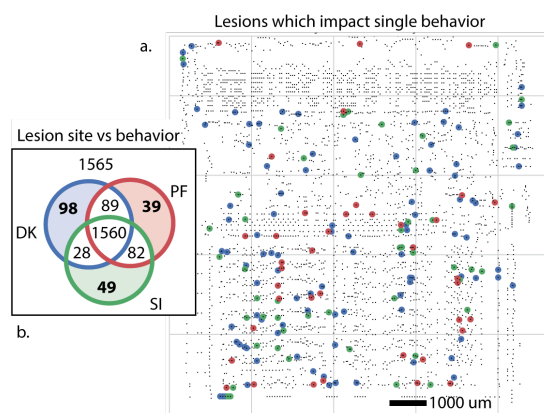 Lesions which impact single behavior
a.
Lesion site vs behavior
1565
PF
98
89
39
DK
1560
28
82
49
SI
b.
1000 um